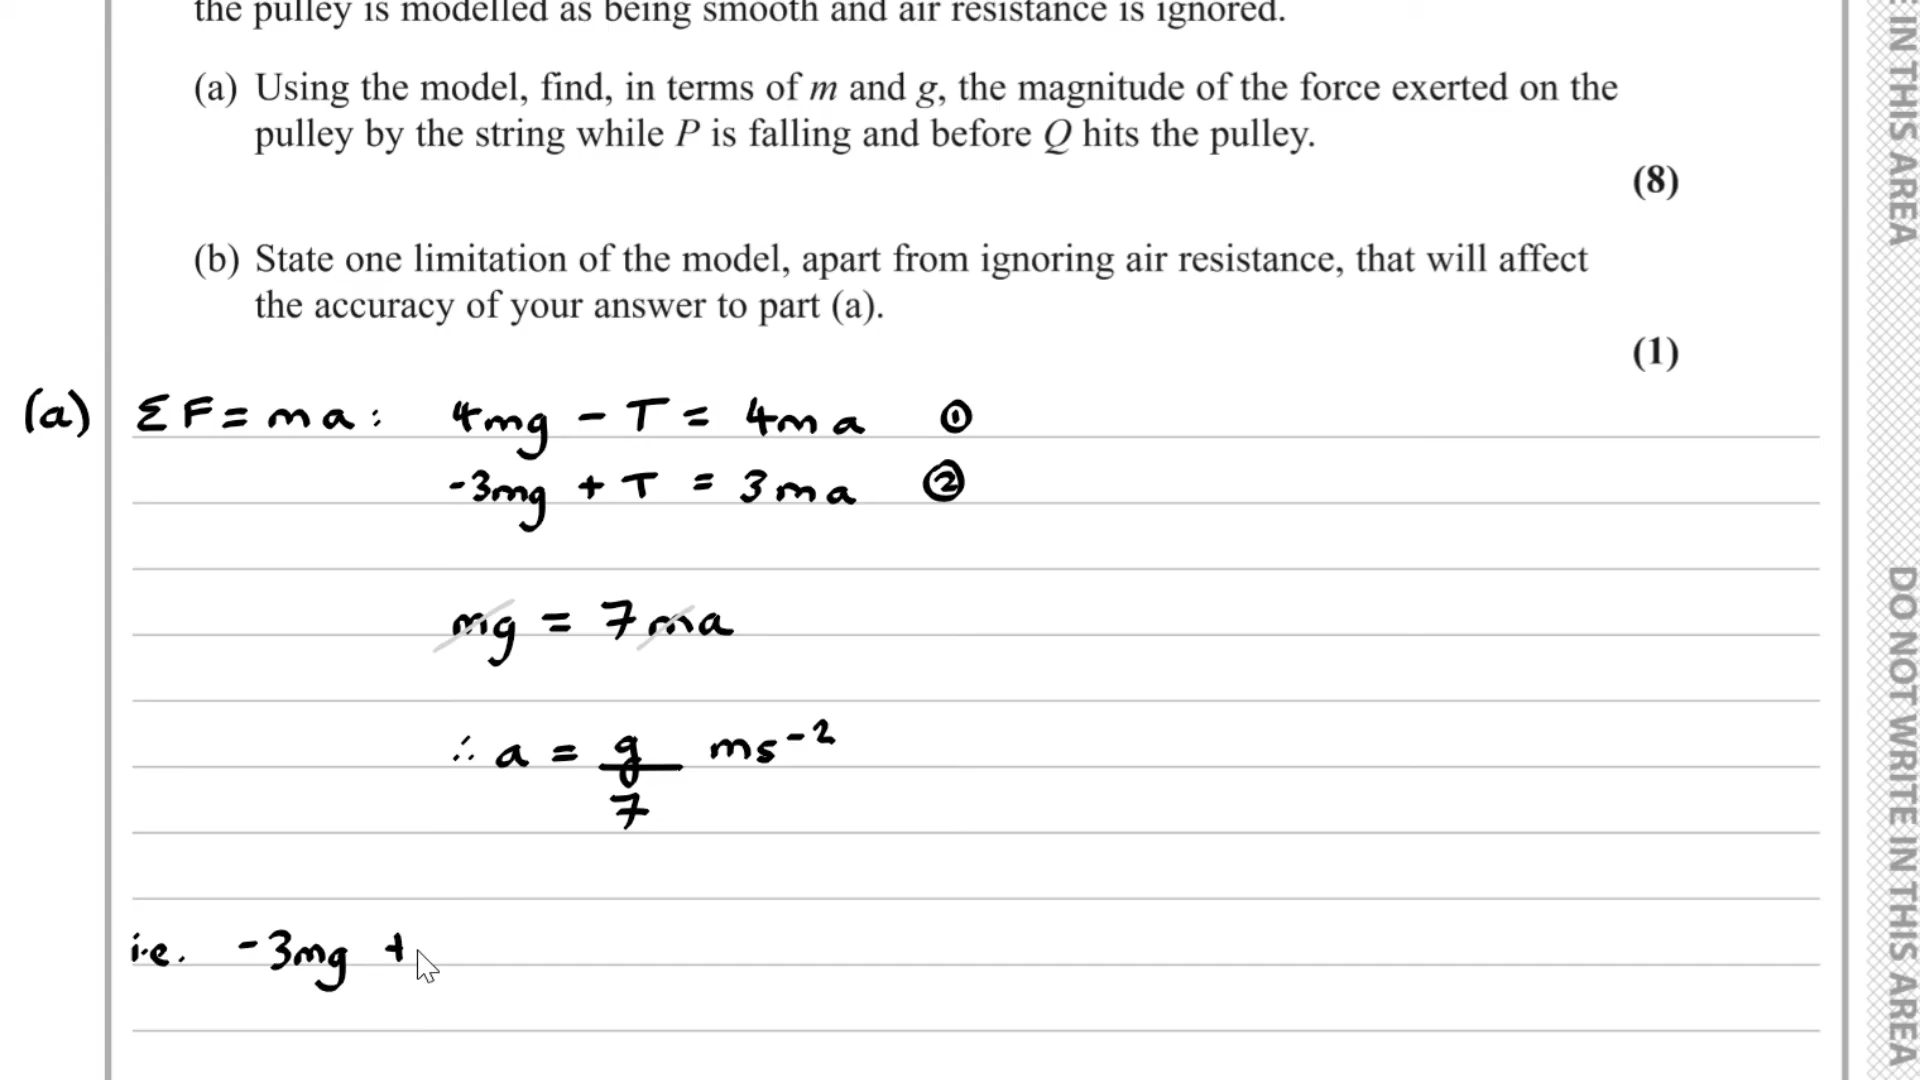 the pulley is modelled as being smooth and air resistance is ignored.
(a) Using the model, find, in terms of m and g, the magnitude of the force exerted on the
pulley by the string while P is falling and before Q hits the pulley.
(8)
(b) State one limitation of the model, apart from ignoring air resistance, that will affect
the accuracy of your answer to part (a).
(1)
(a) ΣF = ma: 4mg - T = 4ma ①
-3mg + T = 3ma ②
mg = 7ma
∴ a = g/7 ms⁻²
i.e. -3mg +
E IN THIS AREA
DO NOT WRITE IN THIS AREA